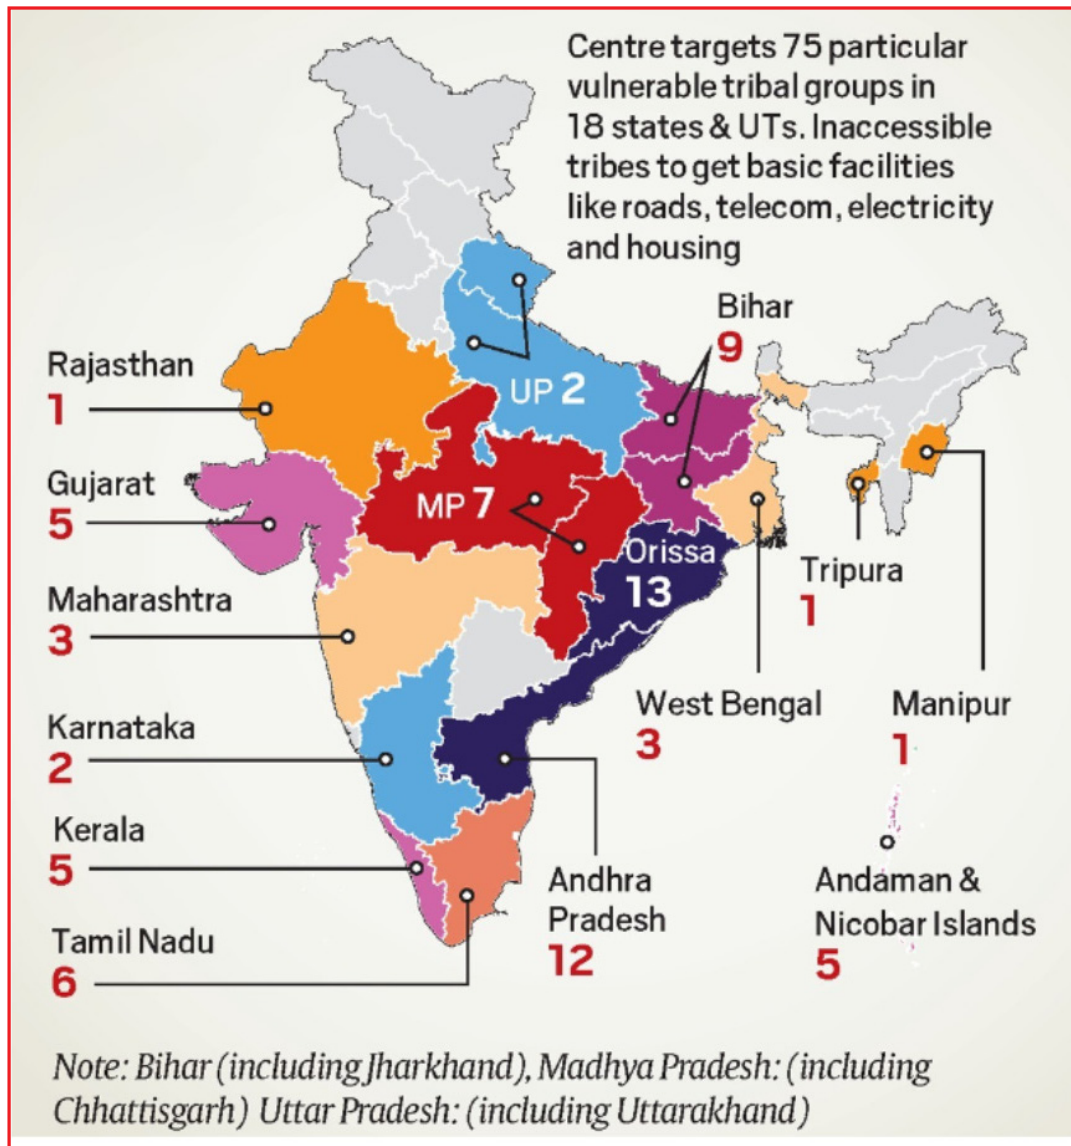 Centre targets 75 particular
vulnerable tribal groups in
18 states & UTs. Inaccessible
tribes to get basic facilities
like roads, telecom, electricity
and housing
Bihar
9
Rajasthan
1
UP 2
Gujarat
5
MP 7
Orissa
13
Tripura
1
Maharashtra
3
West Bengal
3
Manipur
1
Karnataka
2
Kerala
5
Andhra
Pradesh
12
Andaman &
Nicobar Islands
5
Tamil Nadu
6
Note: Bihar (including Jharkhand), Madhya Pradesh: (including
Chhattisgarh) Uttar Pradesh: (including Uttarakhand)